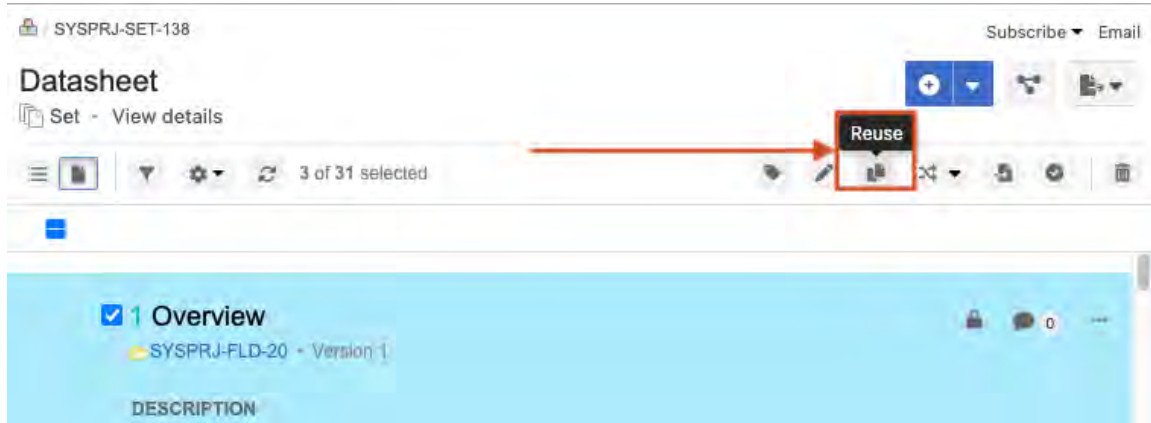 SYSPRJ-SET-138
Subscribe Email
Datasheet
Set - View details
Reuse
3 of 31 selected
1 Overview
0
SYSPRJ-FLD-20 • Version 1
DESCRIPTION